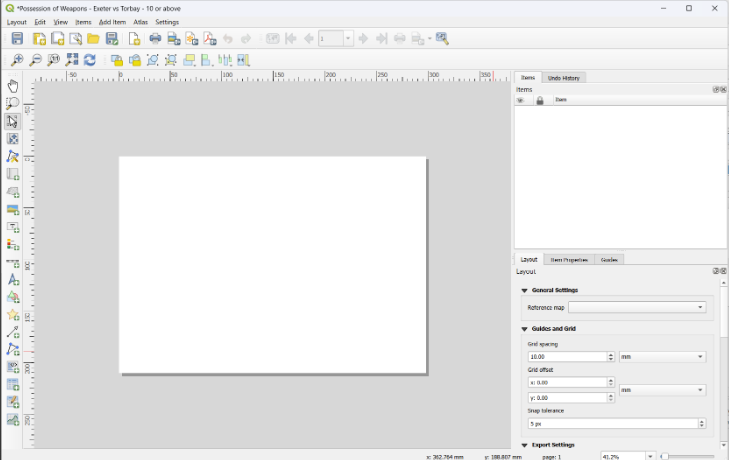 *Possession of Weapons - Exeter vs Torbay - 10 or above
Layout Edit View Items Add Item Atlas Settings
1
-50 0 50 100 150 200 250 300 350
Items Undo History
Items
Item
Layout Item Properties Guides
Layout
General Settings
Reference map
Guides and Grid
Grid spacing
10.00 mm
Grid offset
x: 0.00
mm
y: 0.00
Snap tolerance
5 px
Export Settings
x: 362.764 mm y: 188.807 mm page: 1 41.2%